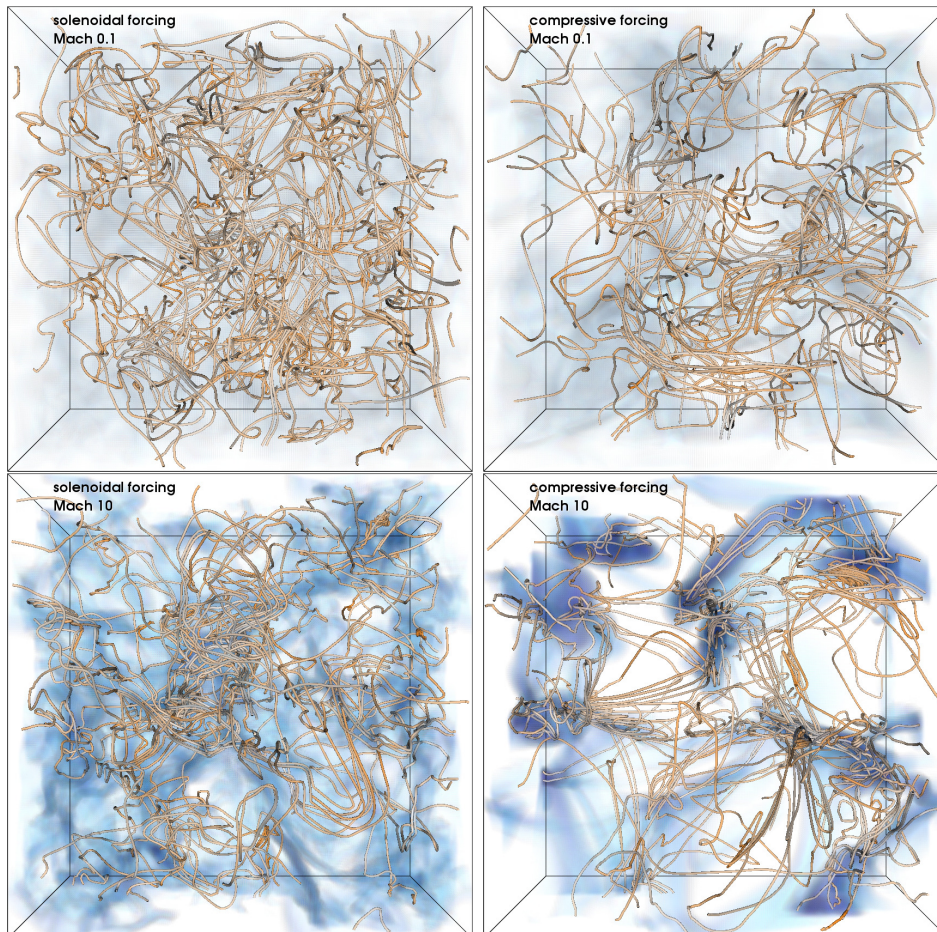 solenoidal forcing
Mach 0.1
compressive forcing
Mach 0.1
solenoidal forcing
Mach 10
compressive forcing
Mach 10